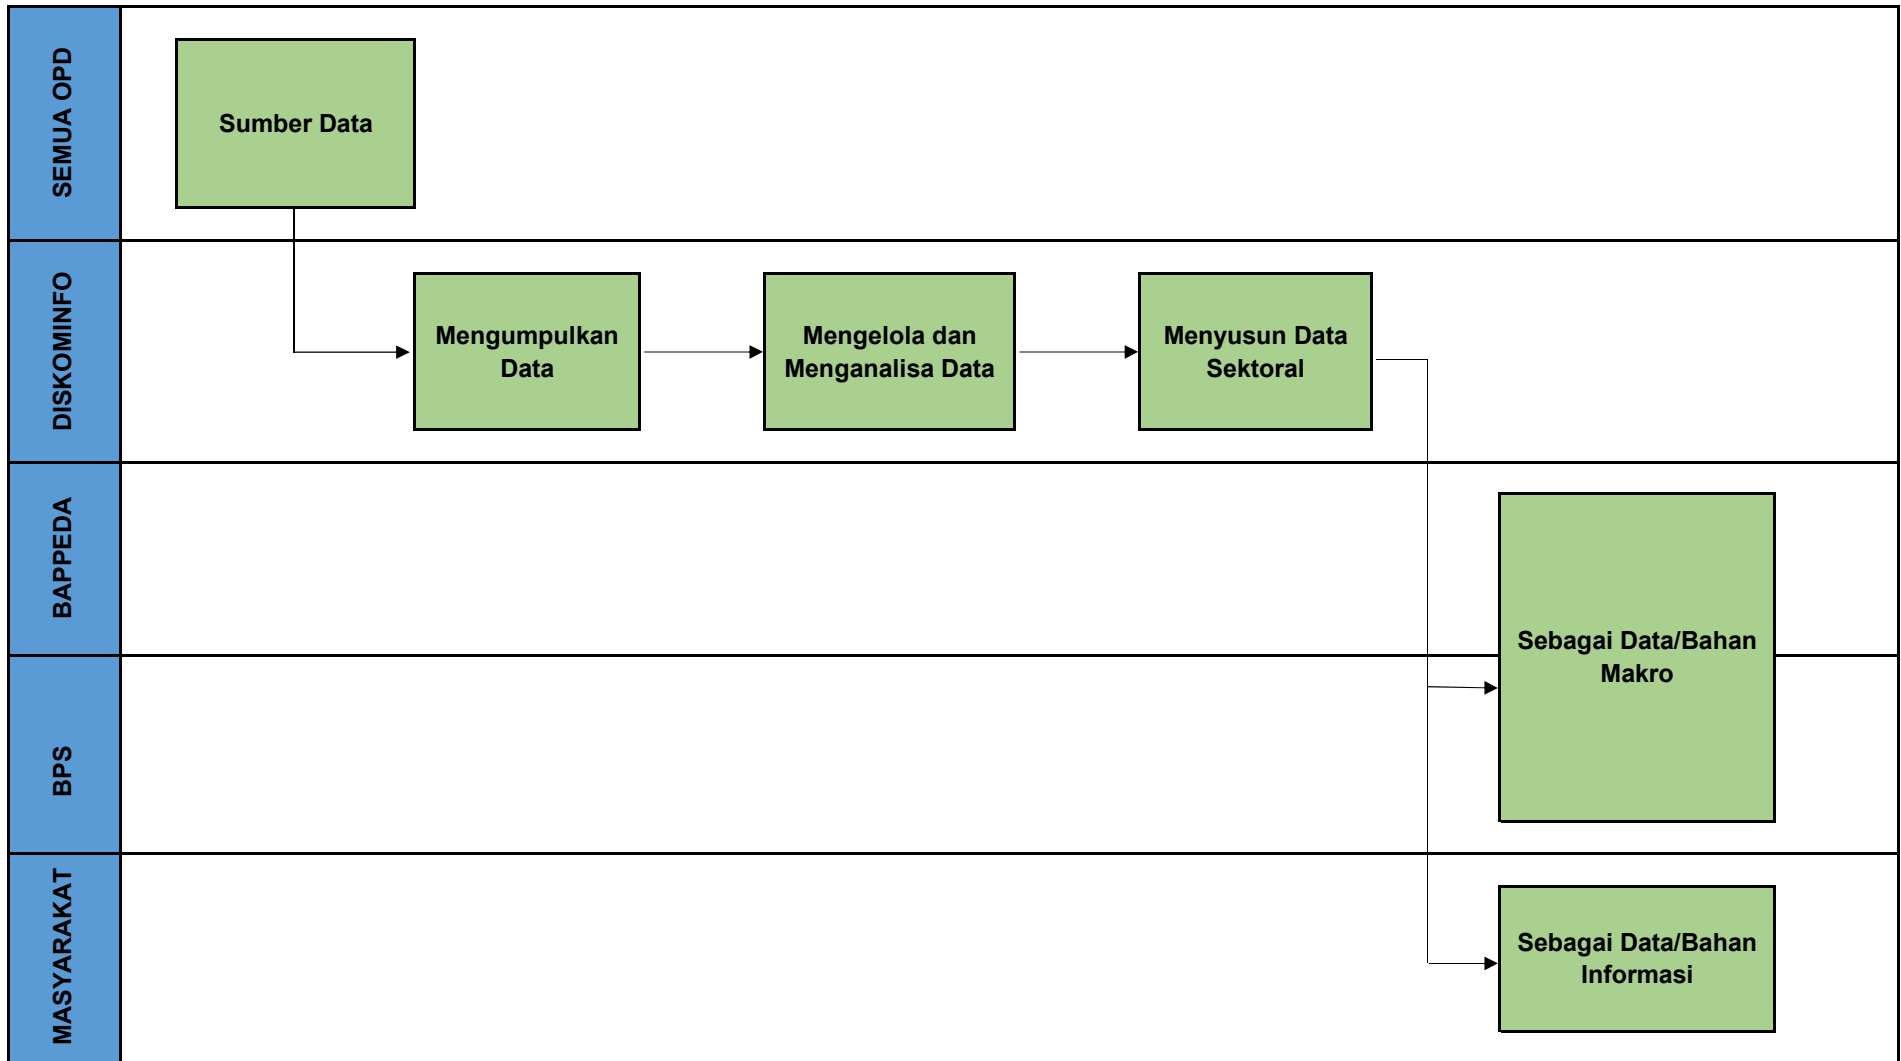 SEMUA OPD
Sumber Data
DISKOMINFO
Mengumpulkan
Data
Mengelola dan
Menganalisa Data
Menyusun Data
Sektoral
BAPPEDA
Sebagai Data/Bahan
Makro
BPS
MASYARAKAT
Sebagai Data/Bahan
Informasi